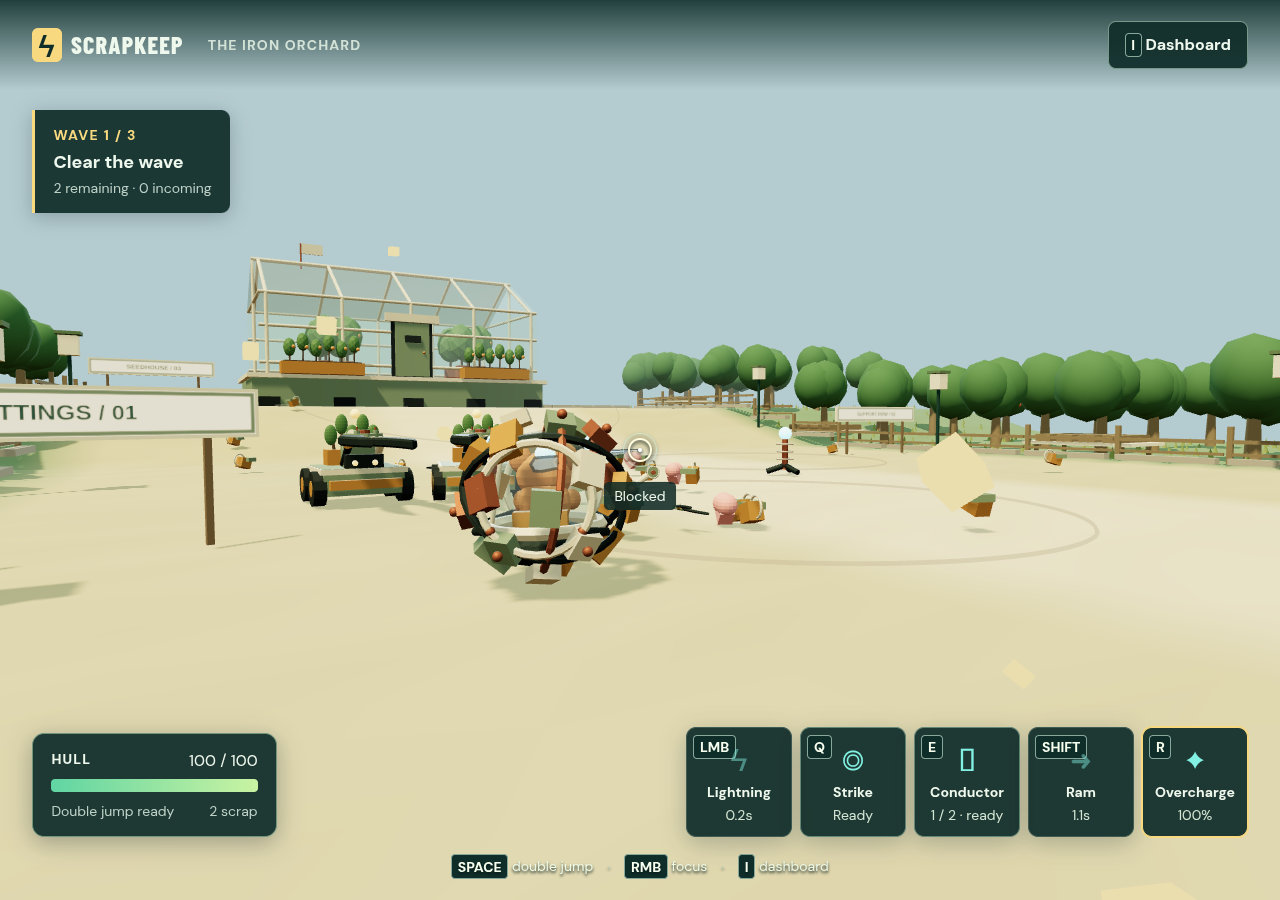 SCRAPKEEP
THE IRON ORCHARD
I Dashboard
WAVE 1 / 3
Clear the wave
2 remaining · 0 incoming
SEEDHOUSE / 03
TTINGS / 01
Blocked
HULL 100 / 100
Double jump ready 2 scrap
LMB
Lightning
0.2s
Q
Strike
Ready
E
Conductor
1 / 2 · ready
SHIFT
Ram
1.1s
R
Overcharge
100%
SPACE double jump · RMB focus · I dashboard